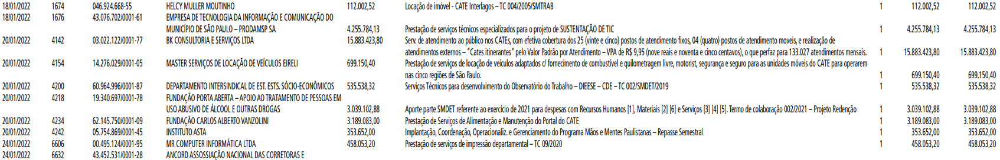 18/01/2022 1674 046.924.668-55 HELCY MULLER MOUTINHO 112.002,52 Locação de imóvel - CATE Interlagos – TC 004/2005/SMTRAB 1 112.002,52 112.002,52
18/01/2022 1676 43.076.702/0001-61 EMPRESA DE TECNOLOGIA DA INFORMAÇÃO E COMUNICAÇÃO DO
MUNICÍPIO DE SÃO PAULO – PRODAMSP SA 4.255.784,13 Prestação de serviços técnicos especializados para o projeto de SUSTENTAÇÃO DE TIC 1 4.255.784,13 4.255.784,13
20/01/2022 4142 03.022.122/0001-77 BK CONSULTORIA E SERVIÇOS LTDA 15.883.423,80 Serv. de atendimento ao público nos CATEs, com efetiva cobertura dos 25 (vinte e cinco) postos de atendimento fixos, 04 (quatro) postos de atendimento moveis, e realização de
atendimentos externos – “Cates itinerantes” pelo Valor Padrão por Atendimento – VPA de R$ 9,95 (nove reais e noventa e cinco centavos), o que perfaz para 133.027 atendimentos mensais. 1 15.883.423,80 15.883.423,80
20/01/2022 4154 14.276.029/0001-05 MASTER SERVIÇOS DE LOCAÇÃO DE VEÍCULOS EIRELI 699.150,40 Prestação de serviços de locação de veículos adaptados c/ fornecimento de combustível e quilometragem livre, motorist, segurança e seguro para as unidades móveis do CATE para operarem
nas cinco regiões de São Paulo. 1 699.150,40 699.150,40
20/01/2022 4200 60.964.996/0001-87 DEPARTAMENTO INTERSINDICAL DE EST. ESTS. SÓCIO-ECONÔMICOS 535.538,32 Serviços Técnicos para desenvolvimento do Observatório do Trabalho – DIEESE – CDE – TC 002/SMDET/2019 1 535.538,32 535.538,32
20/01/2022 4218 19.340.697/0001-78 FUNDAÇÃO PORTA ABERTA – APOIO AO TRATAMENTO DE PESSOAS EM
USO ABUSIVO DE ÁLCOOL E OUTRAS DROGAS 3.039.102,88 Aporte parte SMDET referente ao exercício de 2021 para despesas com Recursos Humanos [1], Materiais [2] [6] e Serviços [3] [4] [5]. Termo de colaboração 002/2021 – Projeto Redenção 1 3.039.102,88 3.039.102,88
20/01/2022 4234 62.145.750/0001-09 FUNDAÇÃO CARLOS ALBERTO VANZOLINI 3.189.083,00 Prestação de Serviços de Alimentação e Manutenção do Portal do CATE 1 3.189.083,00 3.189.083,00
20/01/2022 4242 05.754.869/0001-45 INSTITUTO ASTA 353.652,00 Implantação, Coordenação, Operacionaliz. e Gerenciamento do Programa Mãos e Mentes Paulistanas – Repasse Semestral 1 353.652,00 353.652,00
24/01/2022 6606 00.495.124/0001-95 MR COMPUTER INFORMÁTICA LTDA 458.053,20 Prestação de serviços de impressão departamental – TC 09/2020 1 458.053,20 458.053,20
24/01/2022 6632 43.452.531/0001-28 ANCORD ASSOSSIAÇÃO NACIONAL DAS CORRETORAS E